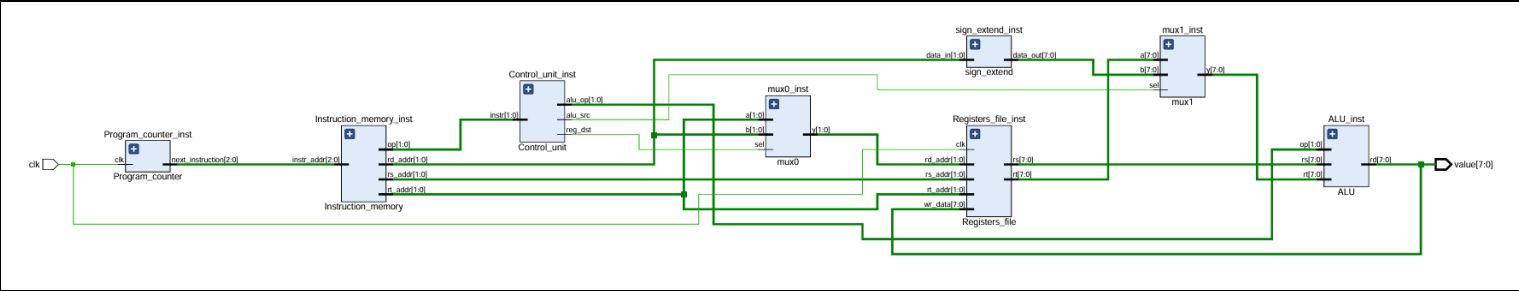 clk
Program_counter_inst
clk
next_instruction[2:0]
Program_counter
Instruction_memory_inst
instr_addr[2:0]
op[1:0]
rd_addr[1:0]
rs_addr[1:0]
rt_addr[1:0]
Instruction_memory
Control_unit_inst
instr[1:0]
alu_op[1:0]
alu_src
reg_dst
Control_unit
mux0_inst
a[1:0]
b[1:0]
sel
y[1:0]
mux0
sign_extend_inst
data_in[1:0]
data_out[7:0]
sign_extend
Registers_file_inst
clk
rd_addr[1:0]
rs_addr[1:0]
rt_addr[1:0]
wr_data[7:0]
rs[7:0]
rt[7:0]
Registers_file
mux1_inst
a[7:0]
b[7:0]
sel
y[7:0]
mux1
ALU_inst
op[1:0]
rs[7:0]
rt[7:0]
rd[7:0]
ALU
value[7:0]